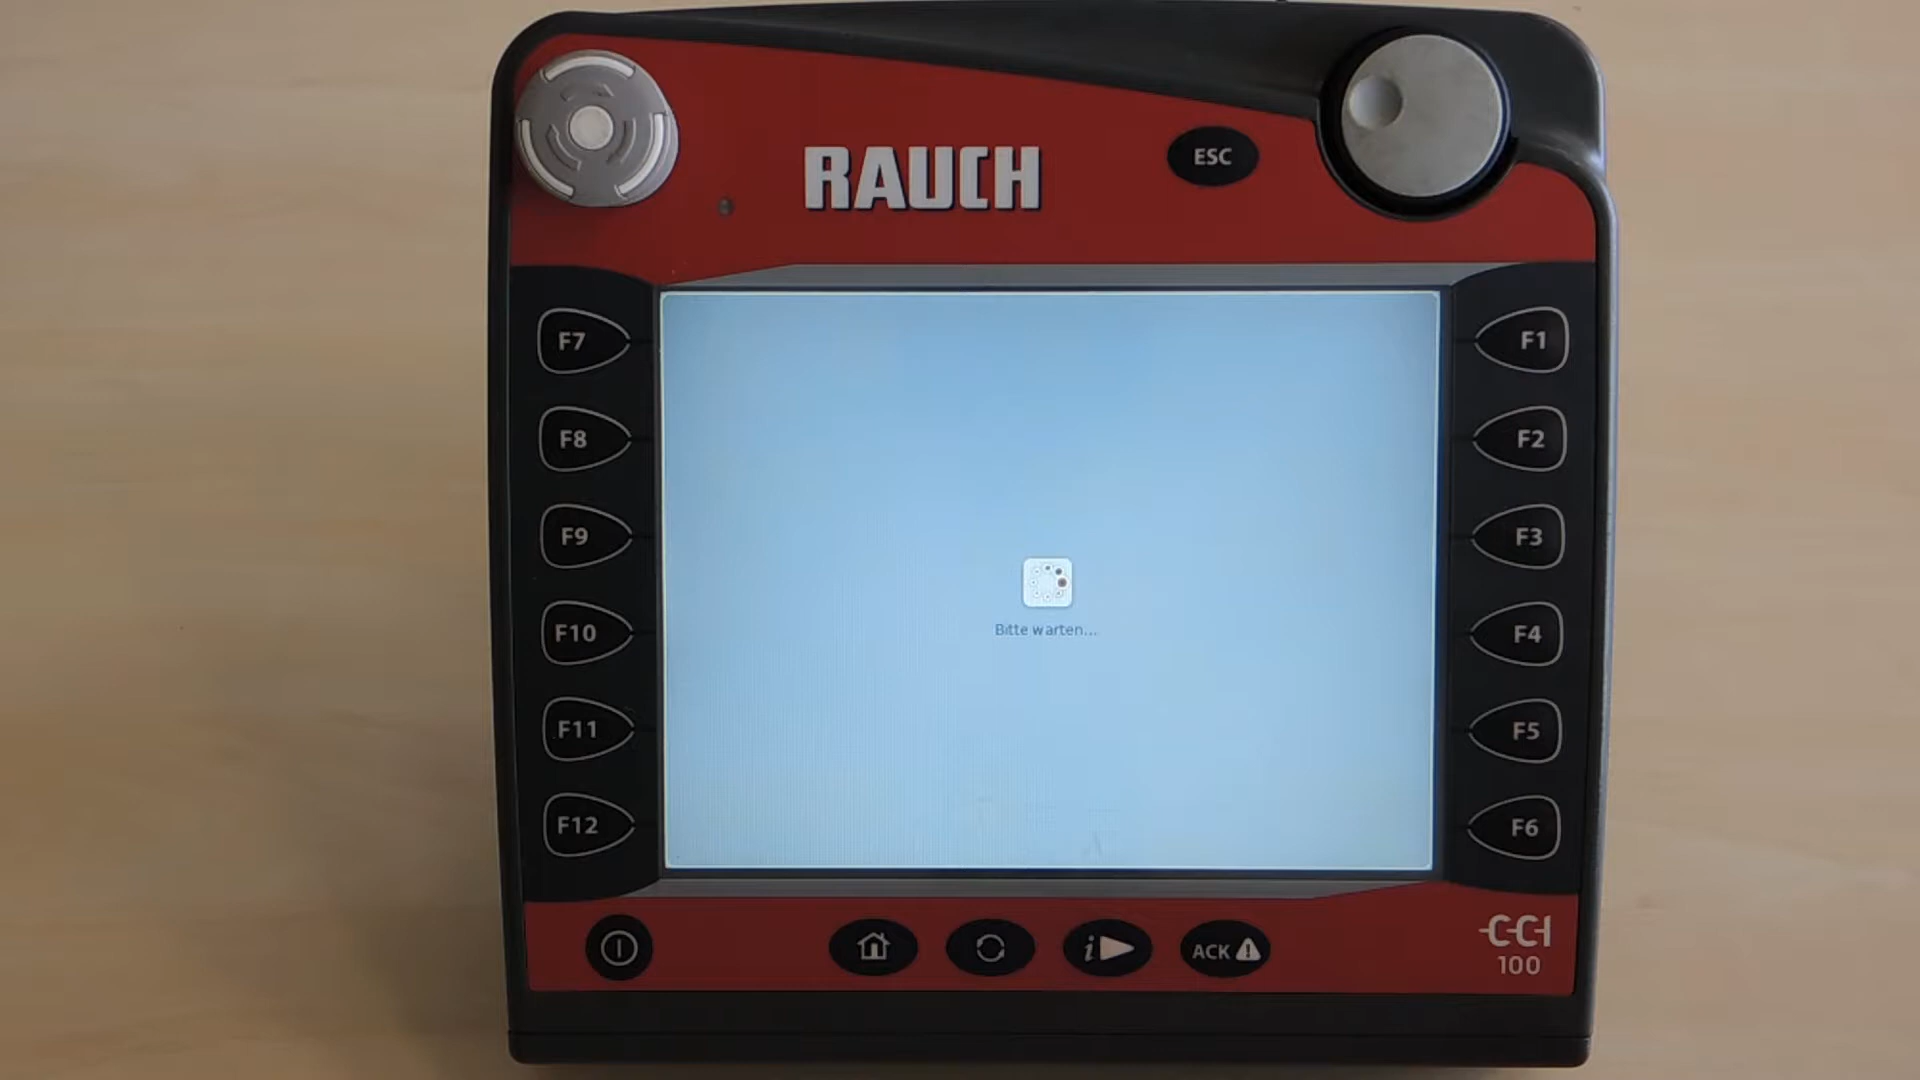 RAUCH
ESC
F7
F1
F8
F2
F9
F3
Bitte warten...
F10
F4
F11
F5
F12
F6
i
ACK
CCI
100